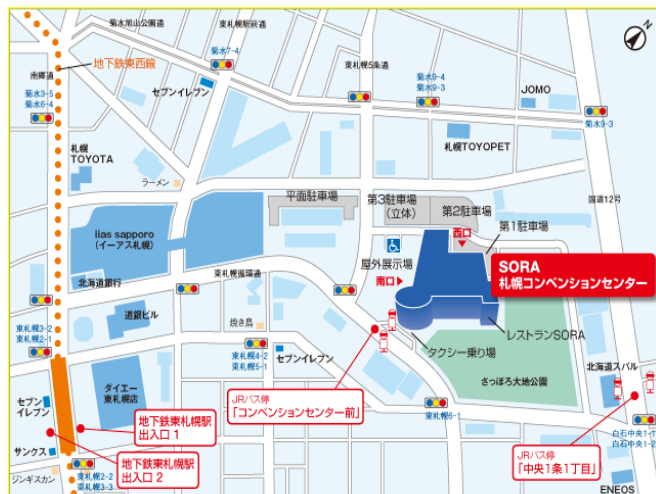 菊水旭山公園通
東札幌駅前通
N
菊水7-4
地下鉄東西線
南郷通
東札幌5条通
セブンイレブン
菊水3-5
菊水6-4
菊水9-4
菊水9-3
JOMO
菊水9-3
札幌
TOYOTA
札幌TOYOPET
ラーメン
平面駐車場
第3駐車場
(立体)
第2駐車場
国道12号
第1駐車場
iias sapporo
(イーアス札幌)
西口
屋外展示場
南口
SORA
札幌コンベンションセンター
東札幌循環通
北海道銀行
道銀ビル
焼き鳥
レストランSORA
タクシー乗り場
東札幌3-2
東札幌2-1
東札幌4-2
東札幌5-1
セブンイレブン
さっぽろ大地公園
北海道スバル
セブン
イレブン
ダイエー
東札幌店
JRバス停
「コンベンションセンター前」
東札幌6-1
白石中央1-1
白石中央1-2
地下鉄東札幌駅
出入口1
サンクス
地下鉄東札幌駅
出入口2
JRバス停
「中央1条1丁目」
ジンギスカン
東札幌2-2
東札幌3-3
ENEOS